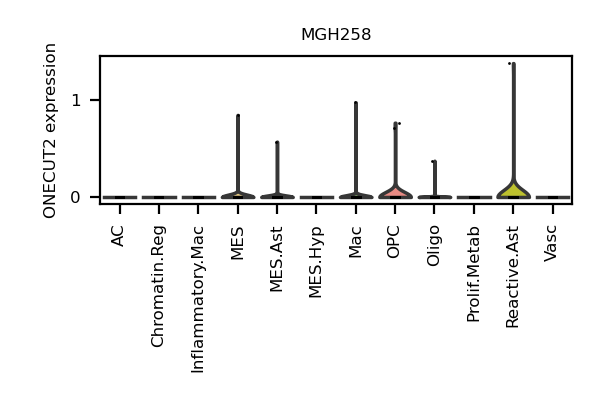 MGH258
ONECUT2 expression
1
0
AC
Chromatin.Reg
Inflammatory.Mac
MES
MES.Ast
MES.Hyp
Mac
OPC
Oligo
Prolif.Metab
Reactive.Ast
Vasc